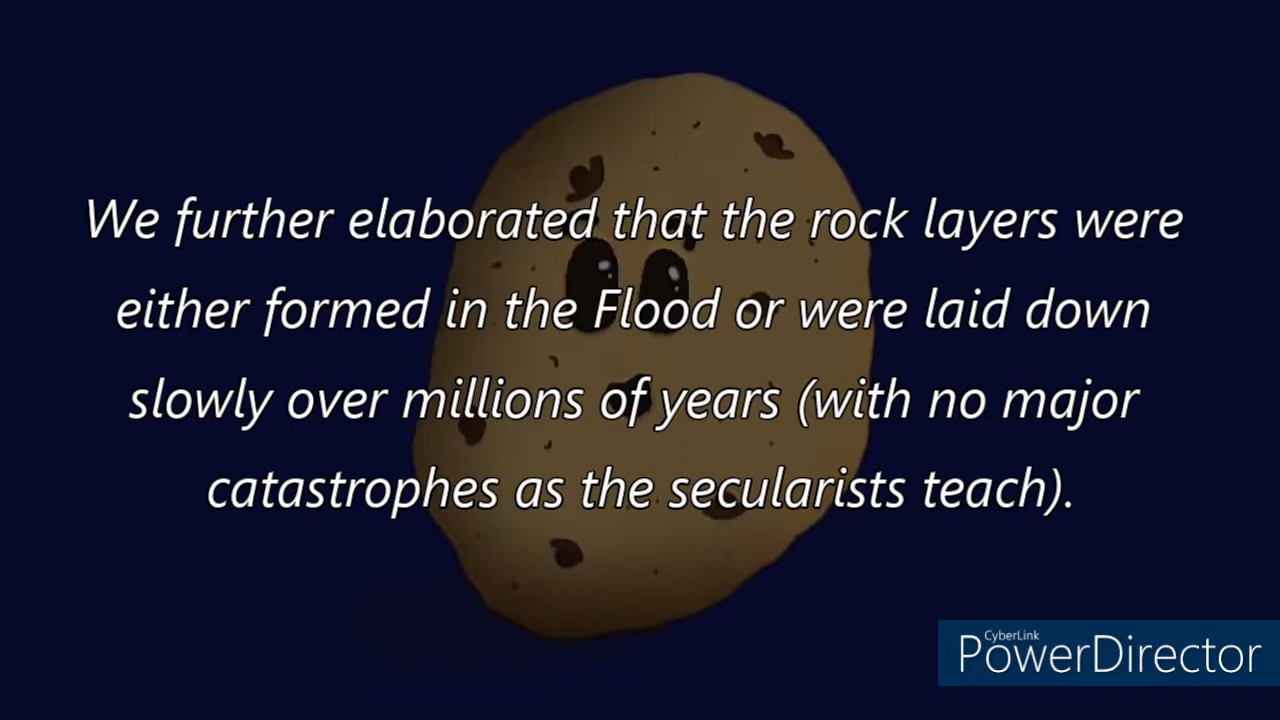 We further elaborated that the rock layers were
either formed in the Flood or were laid down
slowly over millions of years (with no major
catastrophes as the secularists teach).
CyberLink
PowerDirector